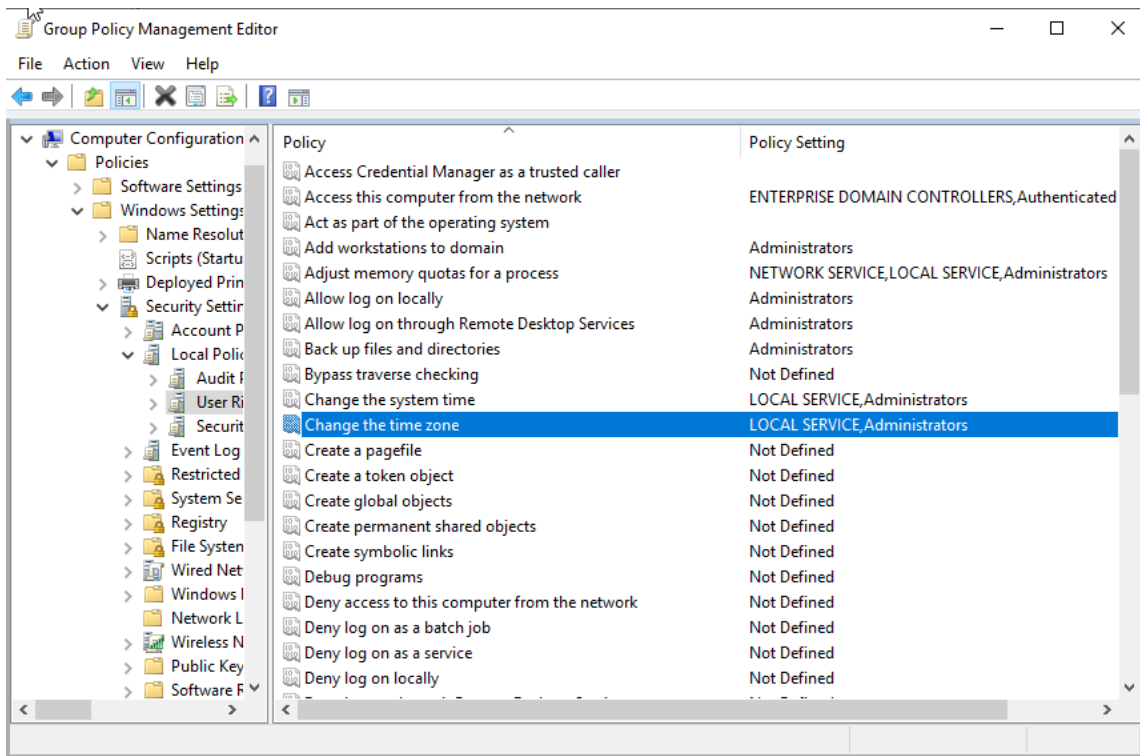 Group Policy Management Editor
File Action View Help
Computer Configuration
Policies
Software Settings
Windows Settings
Name Resolut
Scripts (Startu
Deployed Prin
Security Settin
Account P
Local Polic
Audit P
User Ri
Securit
Event Log
Restricted
System Se
Registry
File System
Wired Net
Windows
Network L
Wireless N
Public Key
Software R
Policy Policy Setting
Access Credential Manager as a trusted caller
Access this computer from the network ENTERPRISE DOMAIN CONTROLLERS,Authenticated
Act as part of the operating system
Add workstations to domain Administrators
Adjust memory quotas for a process NETWORK SERVICE,LOCAL SERVICE,Administrators
Allow log on locally Administrators
Allow log on through Remote Desktop Services Administrators
Back up files and directories Administrators
Bypass traverse checking Not Defined
Change the system time LOCAL SERVICE,Administrators
Change the time zone LOCAL SERVICE,Administrators
Create a pagefile Not Defined
Create a token object Not Defined
Create global objects Not Defined
Create permanent shared objects Not Defined
Create symbolic links Not Defined
Debug programs Not Defined
Deny access to this computer from the network Not Defined
Deny log on as a batch job Not Defined
Deny log on as a service Not Defined
Deny log on locally Not Defined